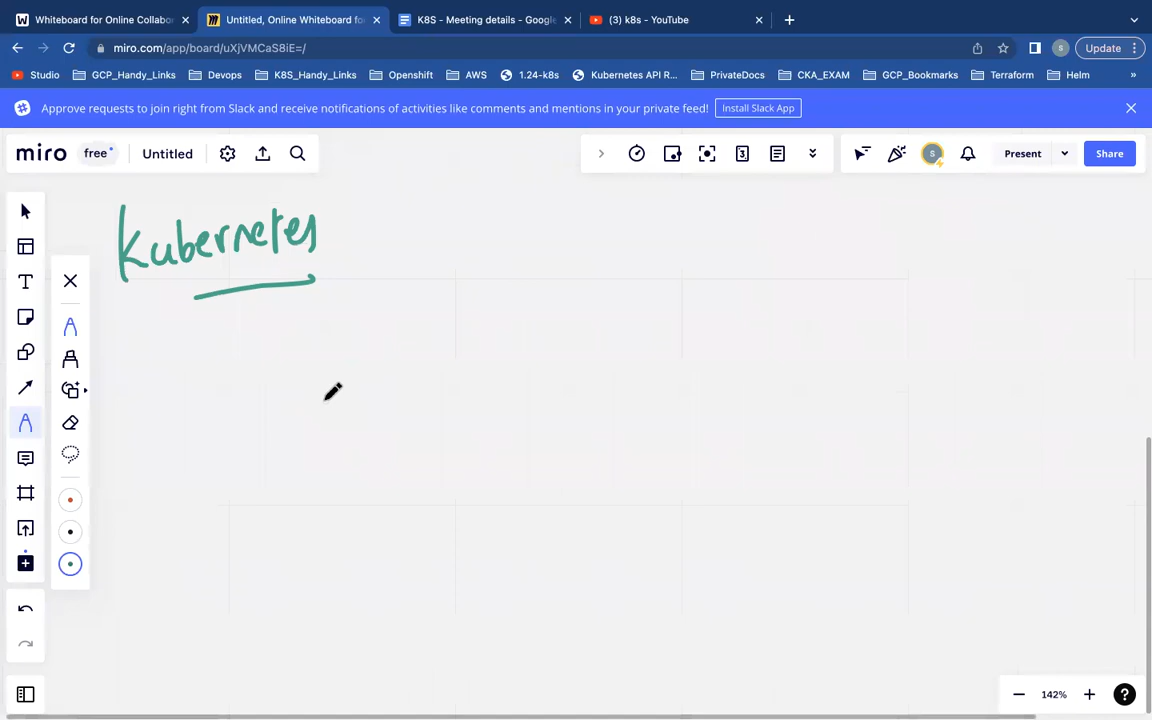 Whiteboard for Online Collabor
Untitled, Online Whiteboard fo
K8S - Meeting details - Google
(3) k8s - YouTube
miro.com/app/board/uXjVMCaS8iE=/
S
Update
Studio
GCP_Handy_Links
Devops
K8S_Handy_Links
Openshift
AWS
1.24-k8s
Kubernetes API R...
PrivateDocs
CKA_EXAM
GCP_Bookmarks
Terraform
Helm
»
Approve requests to join right from Slack and receive notifications of activities like comments and mentions in your private feed!
Install Slack App
miro
free
Untitled
3
S
Present
Share
Kubernetes
T
142%
?